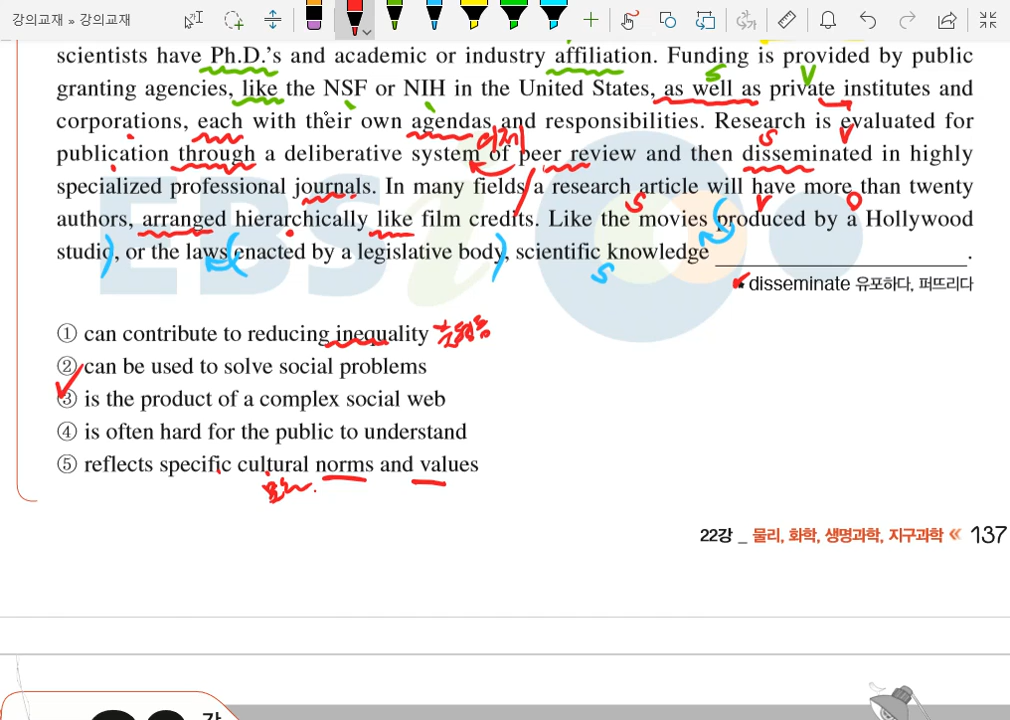 강의교재 » 강의교재
scientists have Ph.D.'s and academic or industry affiliation. Funding is provided by public
granting agencies, like the NSF or NIH in the United States, as well as private institutes and
corporations, each with their own agendas and responsibilities. Research is evaluated for
publication through a deliberative system of peer review and then disseminated in highly
specialized professional journals. In many fields a research article will have more than twenty
authors, arranged hierarchically like film credits. Like the movies produced by a Hollywood
studio, or the laws enacted by a legislative body, scientific knowledge ____________.
* disseminate 유포하다, 퍼뜨리다
① can contribute to reducing inequality 불평등
② can be used to solve social problems
③ is the product of a complex social web
④ is often hard for the public to understand
⑤ reflects specific cultural norms and values
22강 _ 물리, 화학, 생명과학, 지구과학 « 137
강